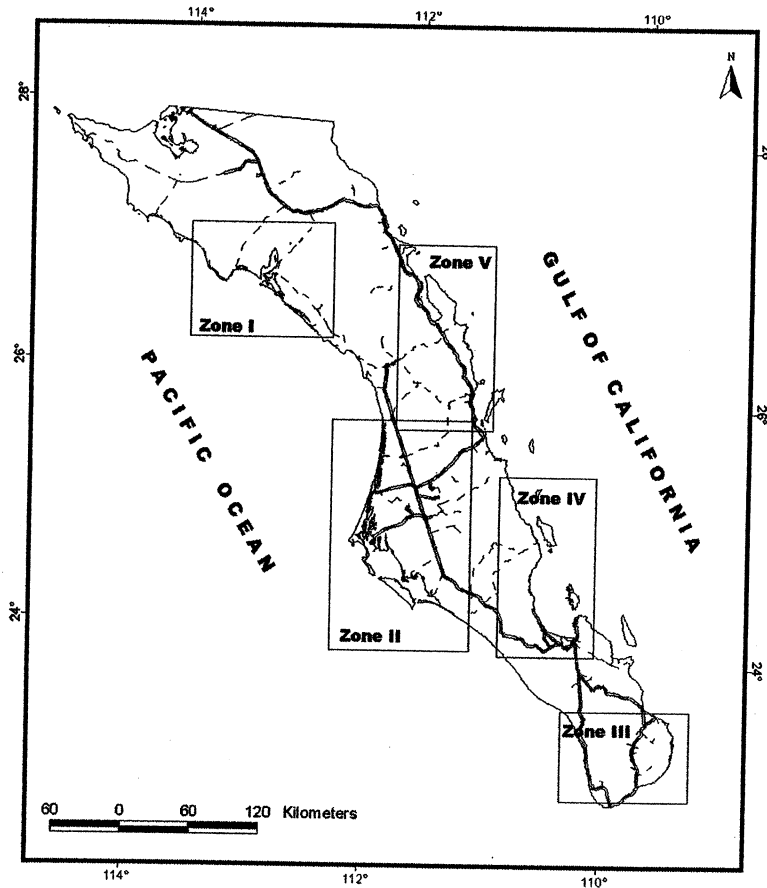 114°
112°
110°
N
28°
28
Zone V
Zone I
GULF OF CALIFORNIA
PACIFIC OCEAN
26°
26°
Zone IV
Zone II
24°
24°
Zone III
60 0 60 120 Kilometers
114°
112°
110°